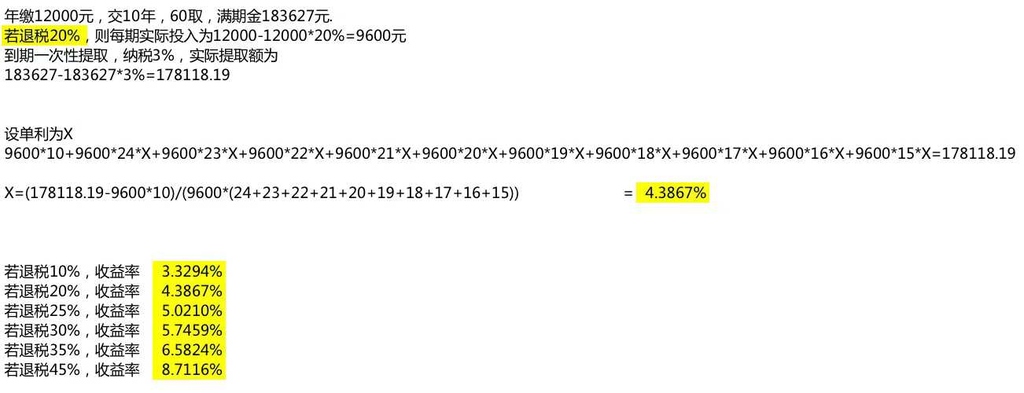 年缴12000元，交10年，60取，满期金183627元.
若退税20%，则每期实际投入为12000-12000*20%=9600元
到期一次性提取，纳税3%，实际提取额为
183627-183627*3%=178118.19
设单利为X
9600*10+9600*24*X+9600*23*X+9600*22*X+9600*21*X+9600*20*X+9600*19*X+9600*18*X+9600*17*X+9600*16*X+9600*15*X=178118.19
X=(178118.19-9600*10)/(9600*(24+23+22+21+20+19+18+17+16+15)) = 4.3867%
若退税10%，收益率 3.3294%
若退税20%，收益率 4.3867%
若退税25%，收益率 5.0210%
若退税30%，收益率 5.7459%
若退税35%，收益率 6.5824%
若退税45%，收益率 8.7116%